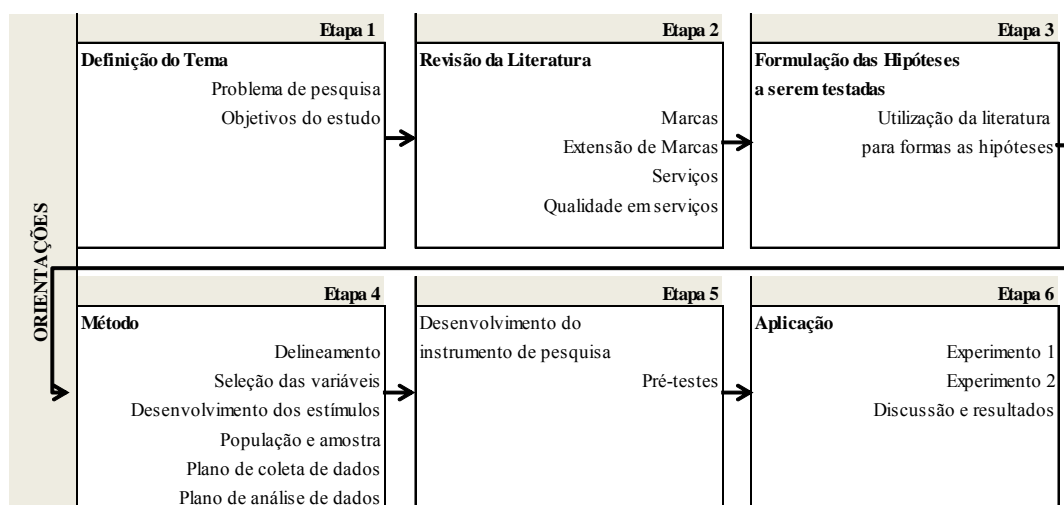 ORIENTAÇÕES
Etapa 1
Definição do Tema
Problema de pesquisa
Objetivos do estudo
Etapa 2
Revisão da Literatura
Marcas
Extensão de Marcas
Serviços
Qualidade em serviços
Etapa 3
Formulação das Hipóteses
a serem testadas
Utilização da literatura
para formas as hipóteses
Etapa 4
Método
Delineamento
Seleção das variáveis
Desenvolvimento dos estímulos
População e amostra
Plano de coleta de dados
Plano de análise de dados
Etapa 5
Desenvolvimento do
instrumento de pesquisa
Pré-testes
Etapa 6
Aplicação
Experimento 1
Experimento 2
Discussão e resultados